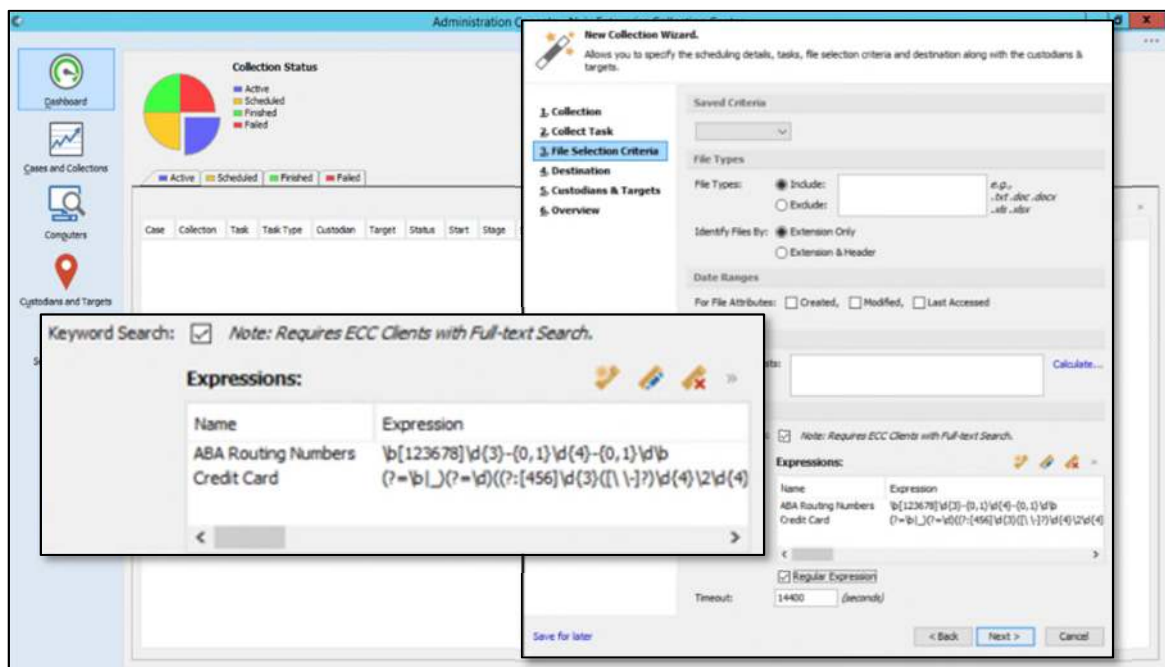 Administration C
Dashboard
Cases and Collections
Computers
Custodians and Targets
Collection Status
Active
Scheduled
Finished
Failed
Active Scheduled Finished Failed
Case Collection Task Task Type Custodian Target Status Start Stage
New Collection Wizard.
Allows you to specify the scheduling details, tasks, file selection criteria and destination along with the custodians &
targets.
1. Collection
2. Collect Task
3. File Selection Criteria
4. Destination
5. Custodians & Targets
6. Overview
Saved Criteria
File Types
File Types: Include:
Exclude:
e.g.,
.txt .doc .docx
.xls .xlsx
Identify Files By: Extension Only
Extension & Header
Date Ranges
For File Attributes: Created, Modified, Last Accessed
Calculate...
Note: Requires ECC Clients with Full-text Search.
Expressions:
Name Expression
ABA Routing Numbers \b[123678]\d{3}-{0,1}\d{4}-{0,1}\d\b
Credit Card (?=\b|_)(?=\d)((?:[456]\d{3}([\ \-]?)\d{4}\2\d{4}
Regular Expression
Timeout: 14400 (seconds)
Save for later
< Back Next > Cancel
Keyword Search: Note: Requires ECC Clients with Full-text Search.
Expressions:
Name Expression
ABA Routing Numbers \b[123678]\d{3}-{0,1}\d{4}-{0,1}\d\b
Credit Card (?=\b|_)(?=\d)((?:[456]\d{3}([\ \-]?)\d{4}\2\d{4}